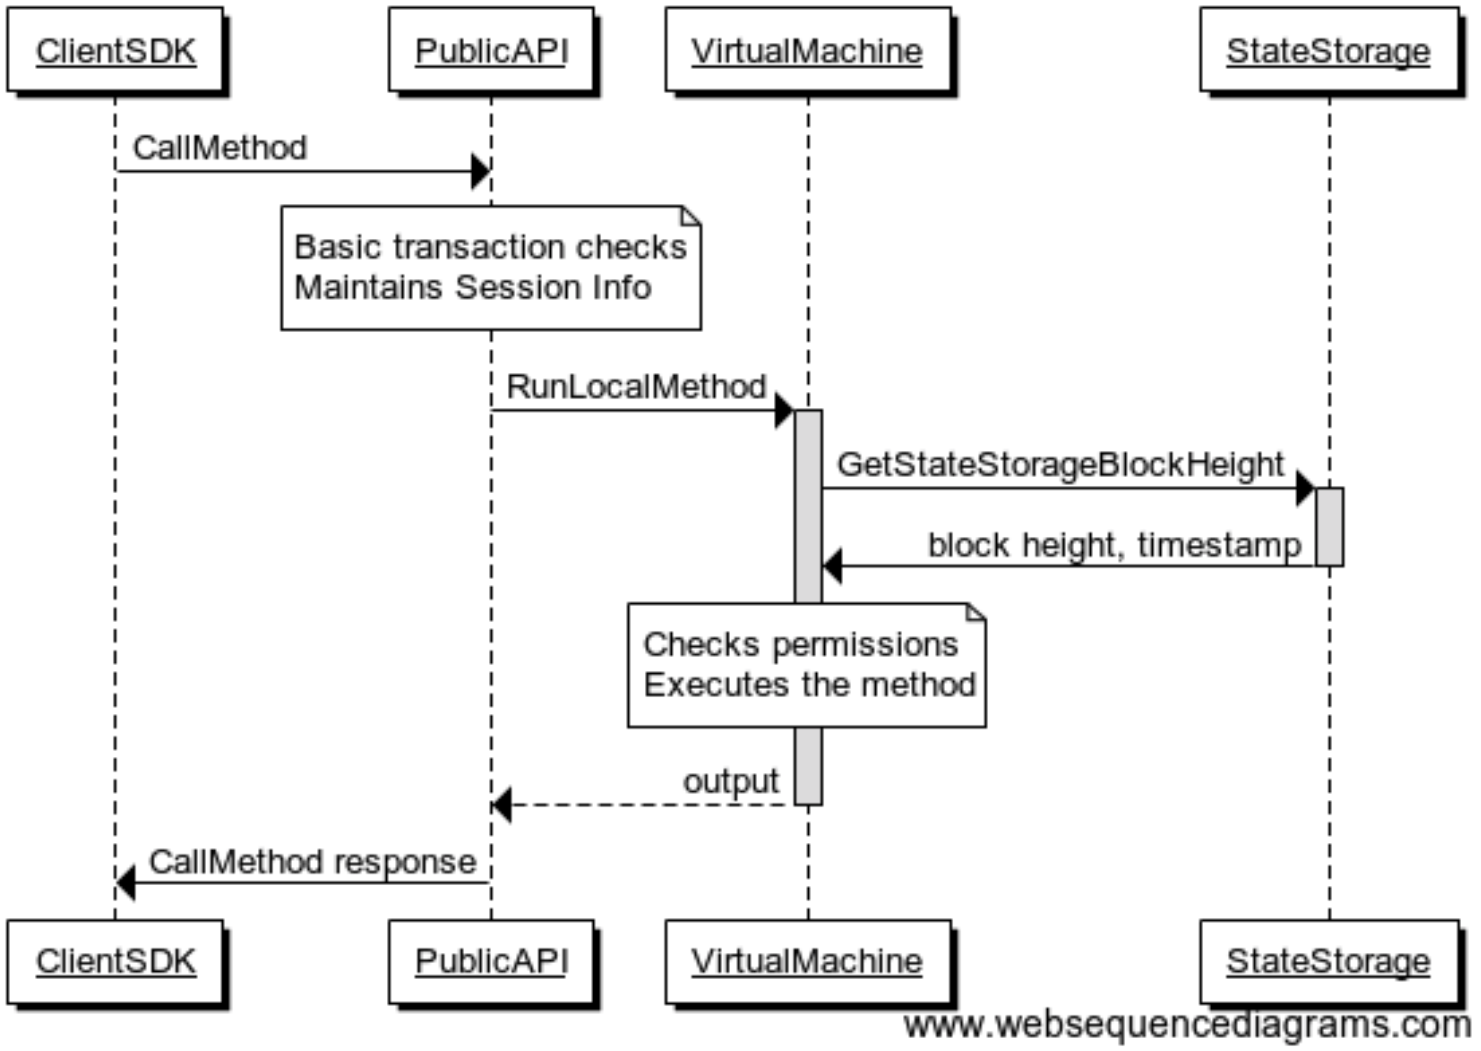 ClientSDK
PublicAPI
VirtualMachine
StateStorage
CallMethod
Basic transaction checks
Maintains Session Info
RunLocalMethod
GetStateStorageBlockHeight
block height, timestamp
Checks permissions
Executes the method
output
CallMethod response
ClientSDK
PublicAPI
VirtualMachine
StateStorage
www.websequencediagrams.com